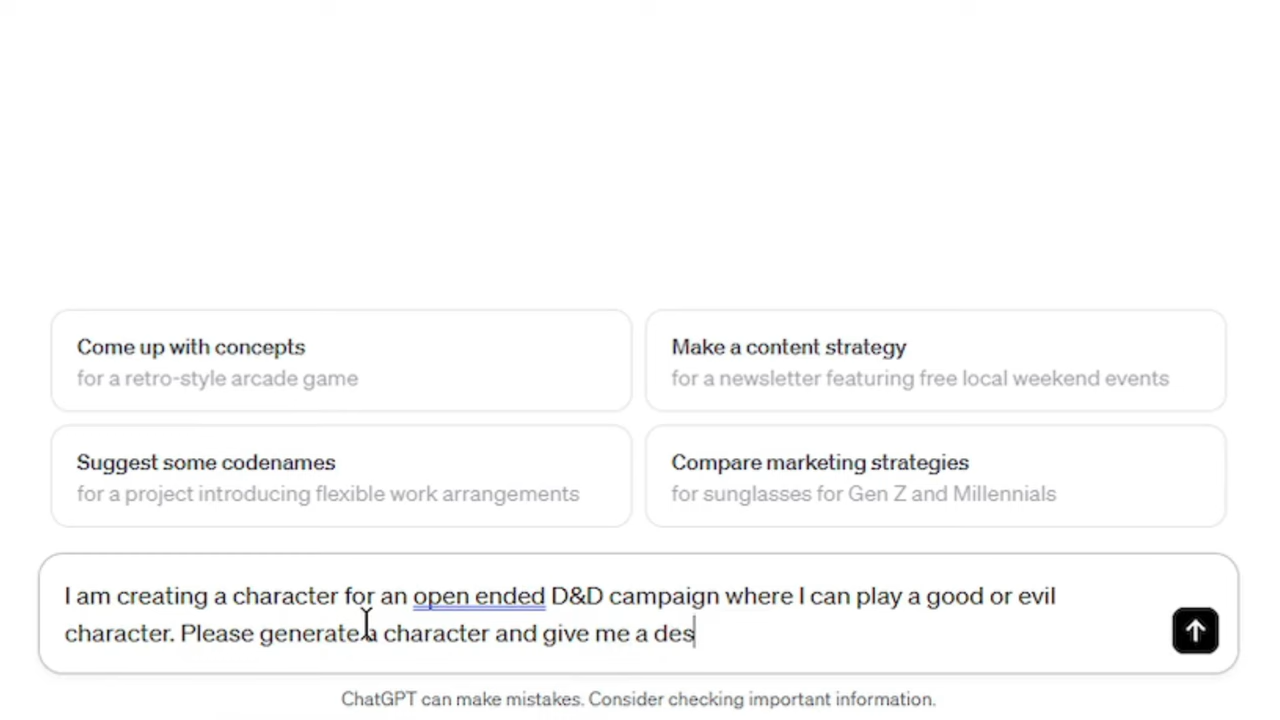 Come up with concepts
for a retro-style arcade game
Make a content strategy
for a newsletter featuring free local weekend events
Suggest some codenames
for a project introducing flexible work arrangements
Compare marketing strategies
for sunglasses for Gen Z and Millennials
I am creating a character for an open ended D&D campaign where I can play a good or evil
character. Please generate a character and give me a des
ChatGPT can make mistakes. Consider checking important information.